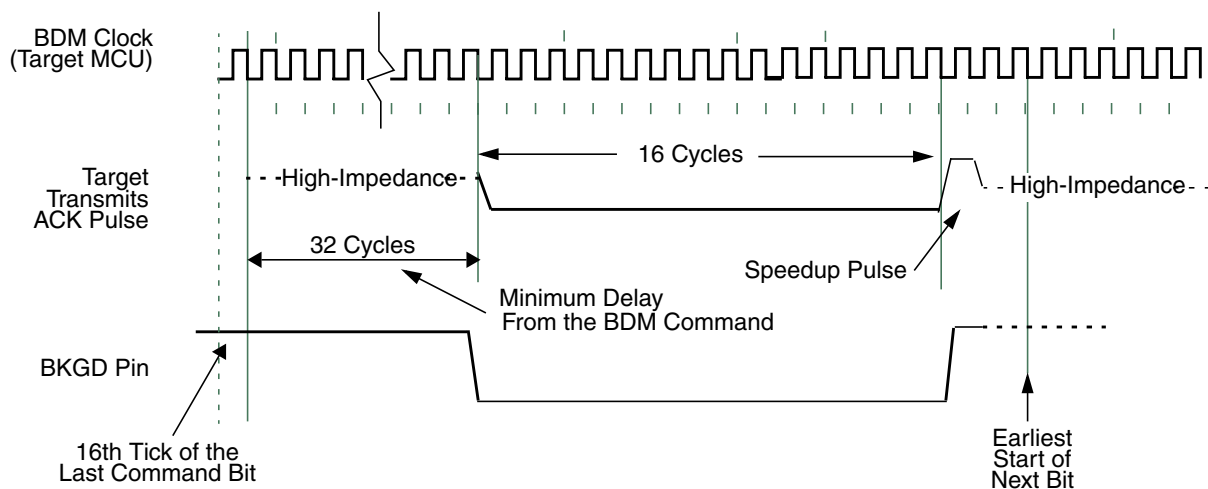 BDM Clock
(Target MCU)
16 Cycles
Target
Transmits
ACK Pulse
High-Impedance
High-Impedance
32 Cycles
Speedup Pulse
Minimum Delay
From the BDM Command
BKGD Pin
16th Tick of the
Last Command Bit
Earliest
Start of
Next Bit